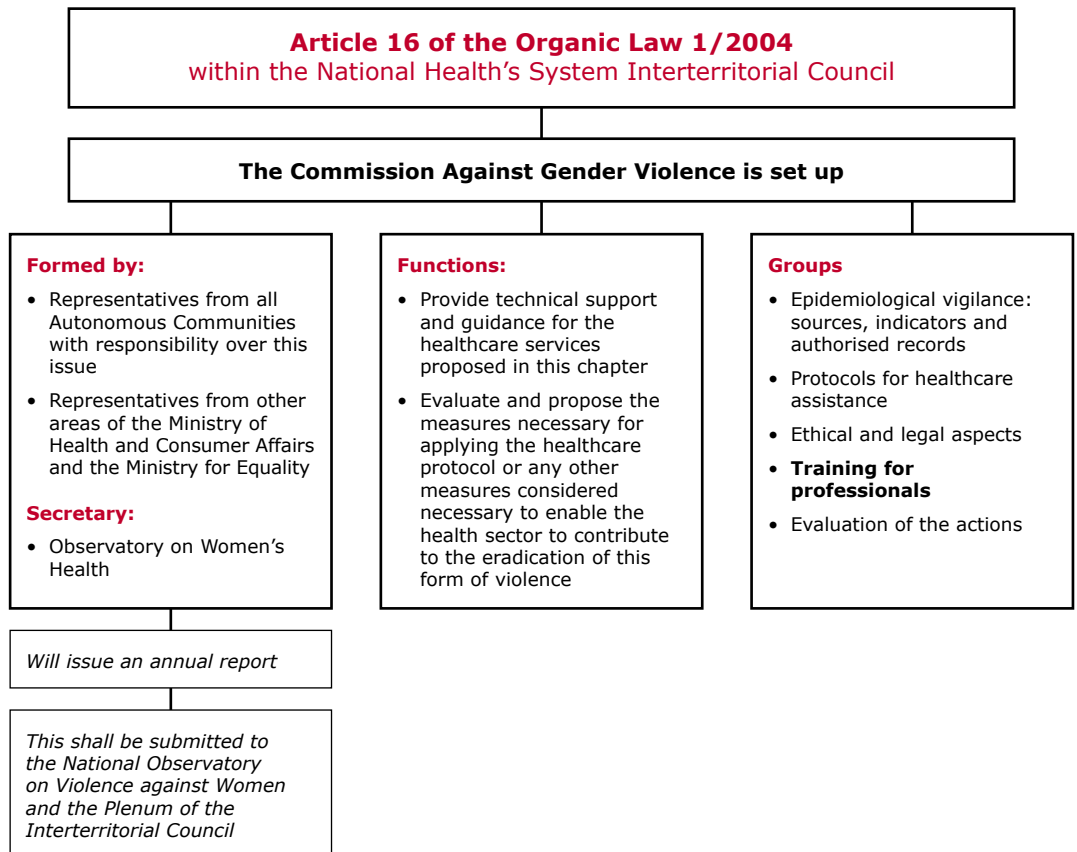 Article 16 of the Organic Law 1/2004
within the National Health's System Interterritorial Council
The Commission Against Gender Violence is set up
Formed by:
• Representatives from all
Autonomous Communities
with responsibility over this
issue
• Representatives from other
areas of the Ministry of
Health and Consumer Affairs
and the Ministry for Equality
Secretary:
• Observatory on Women's
Health
Will issue an annual report
This shall be submitted to
the National Observatory
on Violence against Women
and the Plenum of the
Interterritorial Council
Functions:
• Provide technical support
and guidance for the
healthcare services
proposed in this chapter
• Evaluate and propose the
measures necessary for
applying the healthcare
protocol or any other
measures considered
necessary to enable the
health sector to contribute
to the eradication of this
form of violence
Groups
• Epidemiological vigilance:
sources, indicators and
authorised records
• Protocols for healthcare
assistance
• Ethical and legal aspects
• Training for
professionals
• Evaluation of the actions